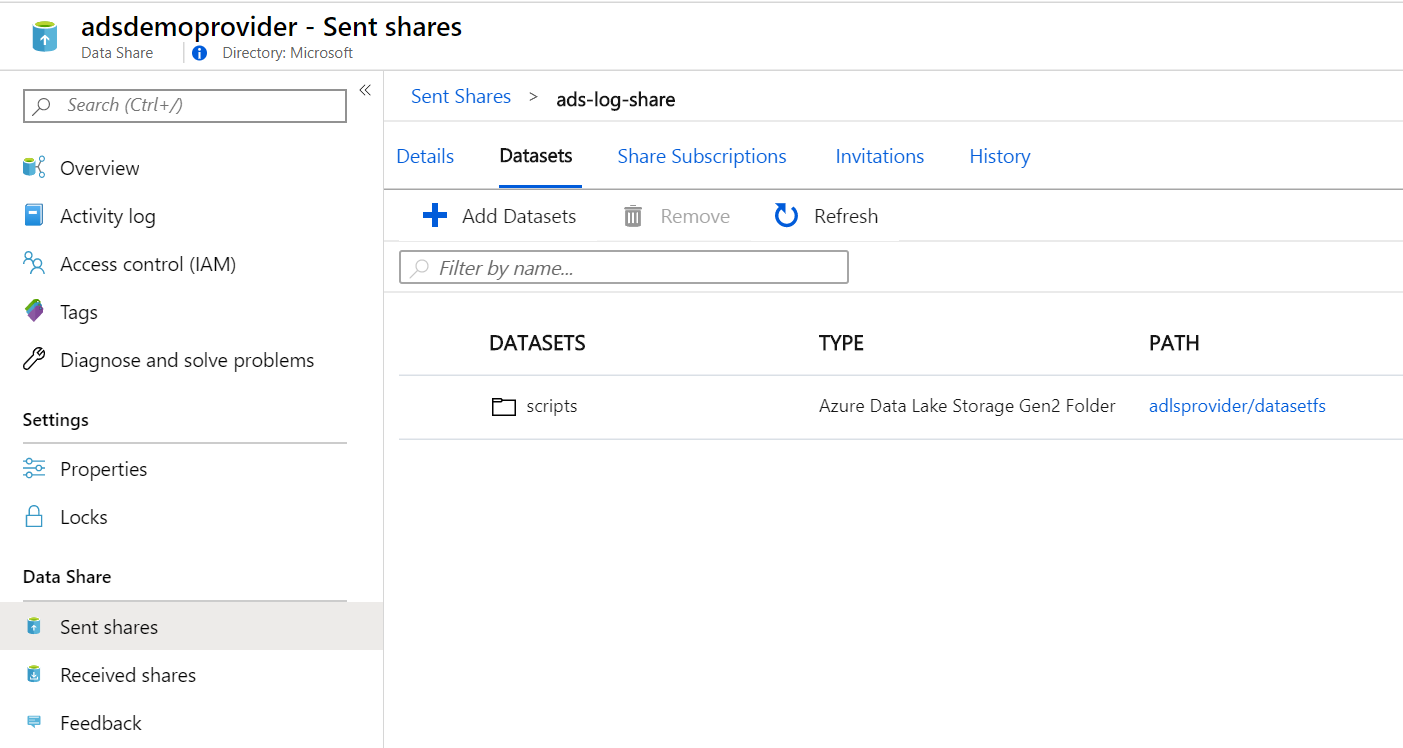 adsdemoprovider - Sent shares
Data Share Directory: Microsoft
Search (Ctrl+/)
Overview
Activity log
Access control (IAM)
Tags
Diagnose and solve problems
Settings
Properties
Locks
Data Share
Sent shares
Received shares
Feedback
Sent Shares > ads-log-share
Details Datasets Share Subscriptions Invitations History
Add Datasets Remove Refresh
Filter by name...
DATASETS TYPE PATH
scripts Azure Data Lake Storage Gen2 Folder adlsprovider/datasetfs